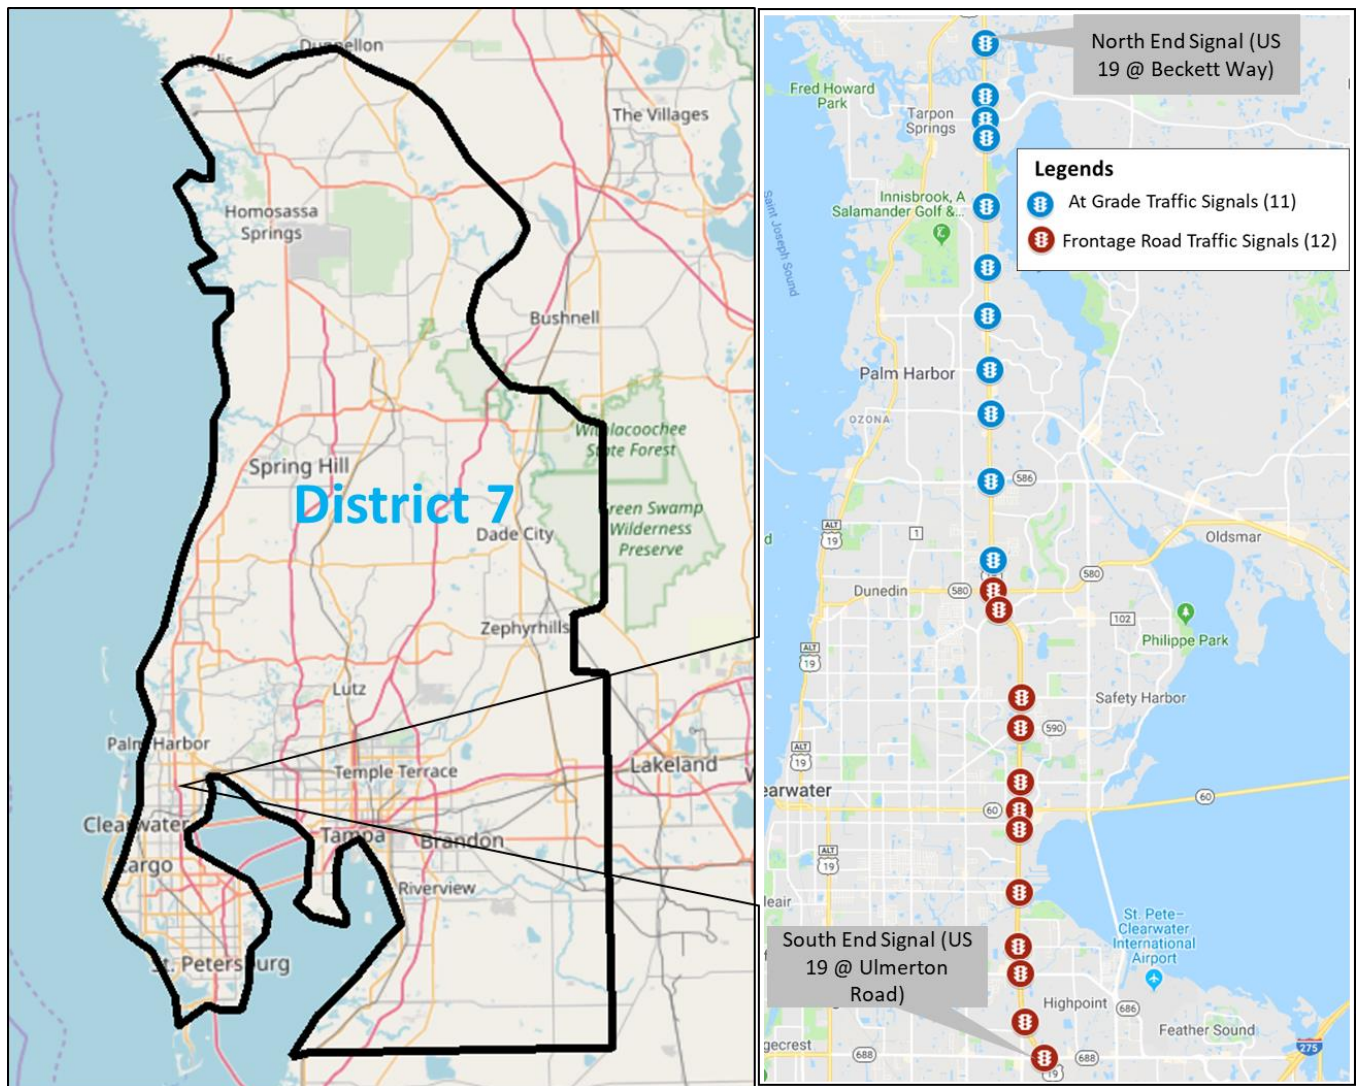 Dunnellon
The Villages
Homosassa
Springs
Bushnell
Withlacoochee
State Forest
Spring Hill
District 7
Green Swamp
Wilderness
Preserve
Dade City
Zephyrhills
Lutz
Palm Harbor
Temple Terrace
Lakeland
Clearwater
Tampa
Brandon
Largo
Riverview
St. Petersburg
North End Signal (US
19 @ Beckett Way)
Fred Howard
Park
Tarpon
Springs
Legends
At Grade Traffic Signals (11)
Frontage Road Traffic Signals (12)
Innisbrook, A
Salamander Golf &...
Saint Joseph Sound
Palm Harbor
OZONA
586
ALT
19
1
Oldsmar
580
Dunedin
580
102
Philippe Park
ALT
19
Safety Harbor
590
ALT
19
earwater
60
60
ALT
19
leair
St. Pete–
Clearwater
International
Airport
South End Signal (US
19 @ Ulmerton
Road)
Highpoint
686
Feather Sound
gecrest
688
688
19
275